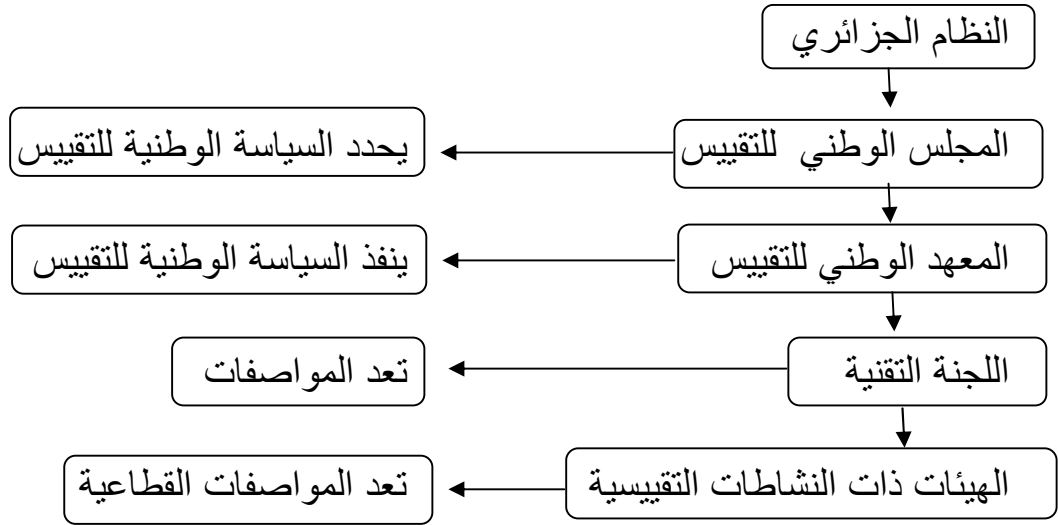 النظام الجزائري
المجلس الوطني للتقييس
يحدد السياسة الوطنية للتقييس
المعهد الوطني للتقييس
ينفذ السياسة الوطنية للتقييس
اللجنة التقنية
تعد المواصفات
الهيئات ذات النشاطات التقييسية
تعد المواصفات القطاعية